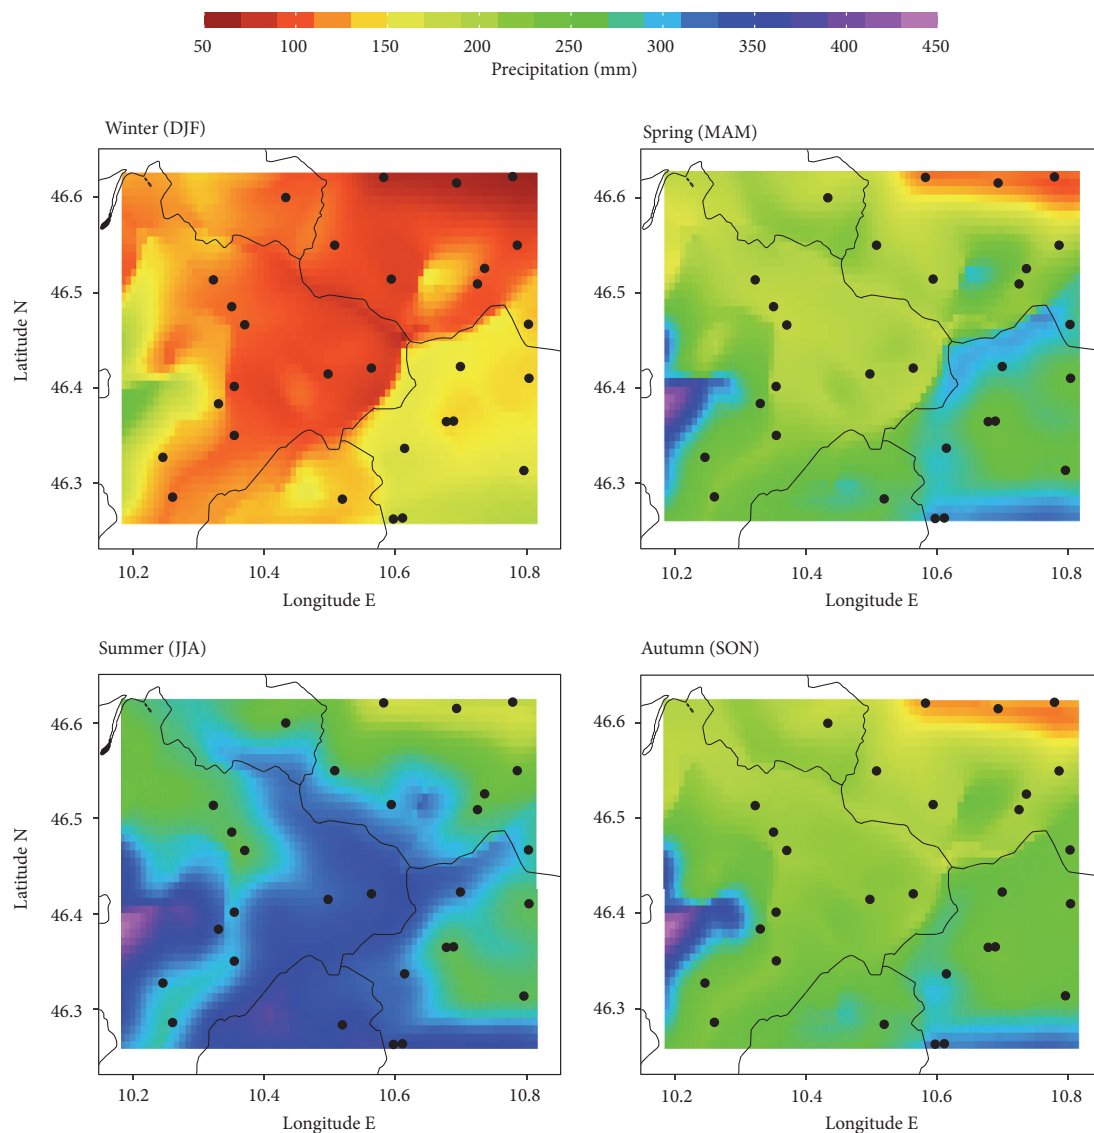 50 100 150 200 250 300 350 400 450
Precipitation (mm)
Winter (DJF)
Spring (MAM)
46.6
46.5
46.4
46.3
Latitude N
10.2 10.4 10.6 10.8
Longitude E
46.6
46.5
46.4
46.3
10.2 10.4 10.6 10.8
Longitude E
Summer (JJA)
Autumn (SON)
46.6
46.5
46.4
46.3
Latitude N
10.2 10.4 10.6 10.8
Longitude E
46.6
46.5
46.4
46.3
10.2 10.4 10.6 10.8
Longitude E